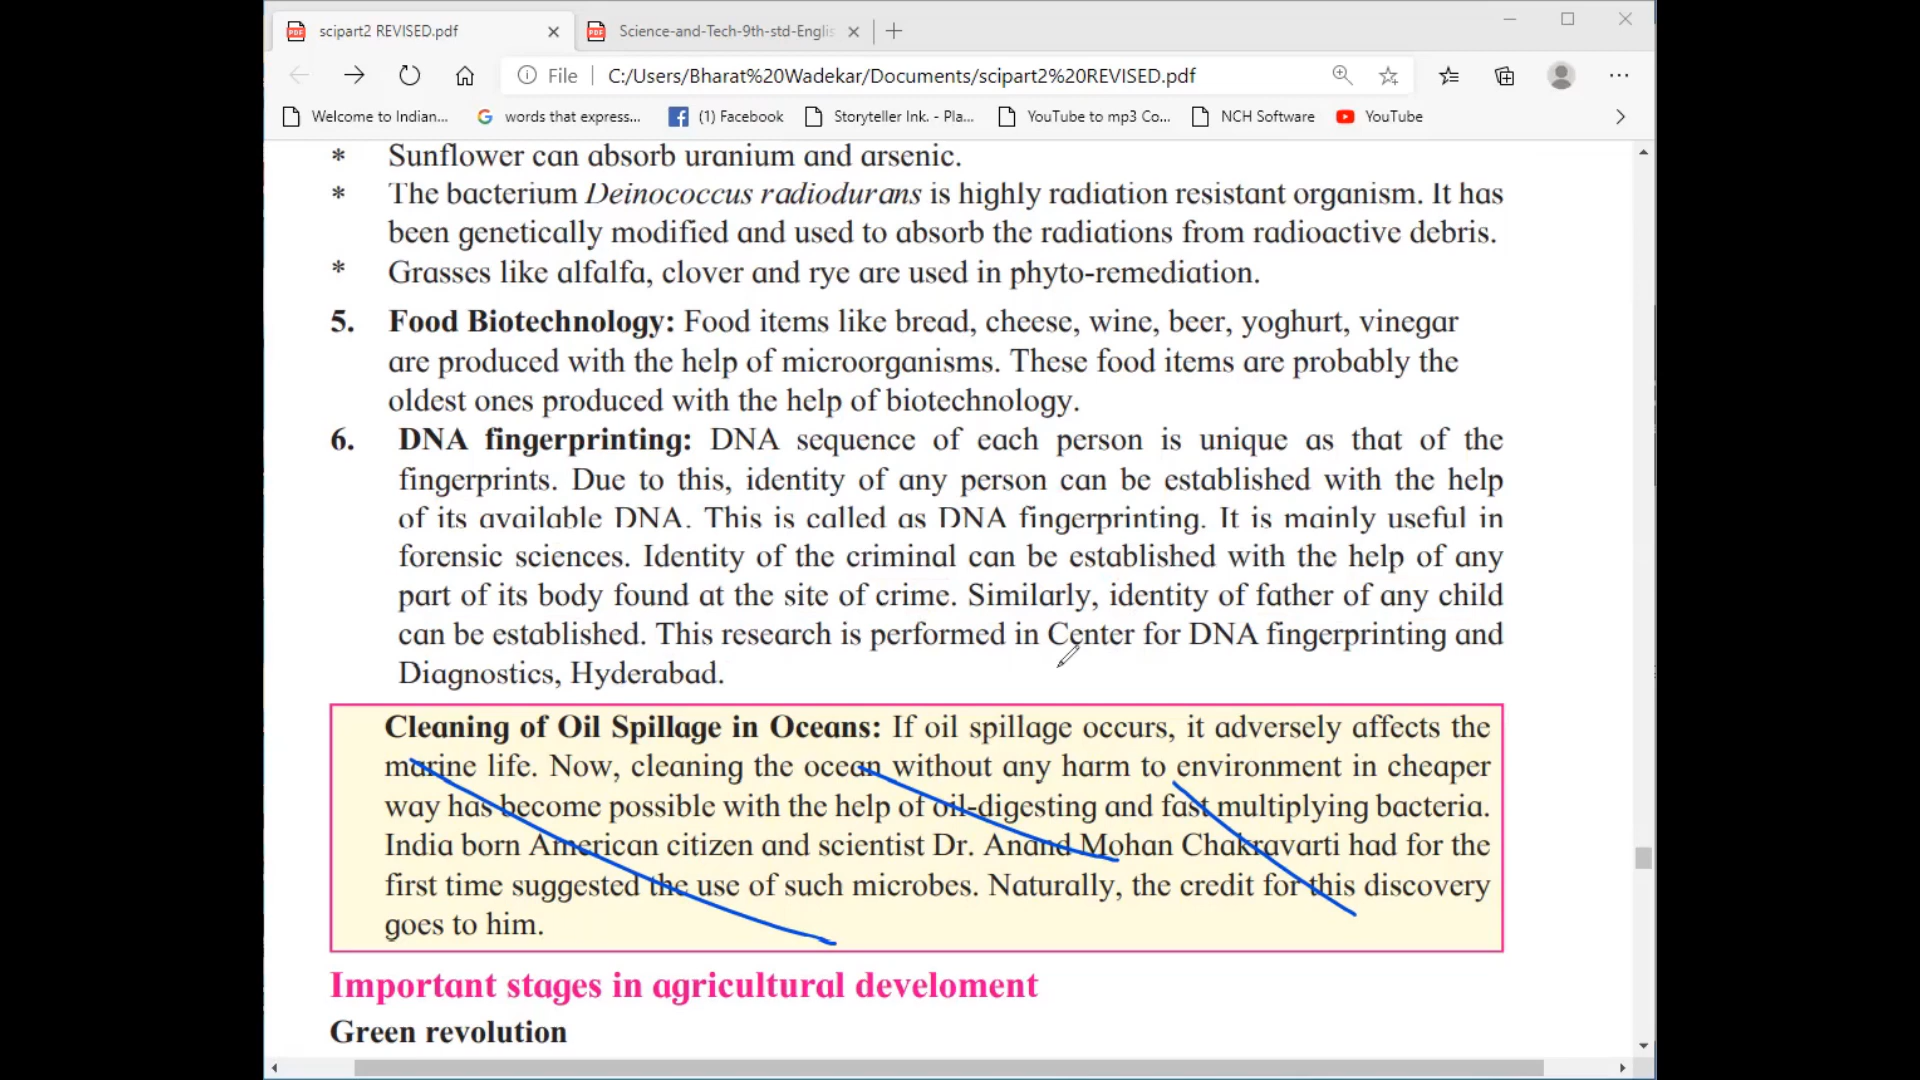 scipart2 REVISED.pdf
Science-and-Tech-9th-std-Englis
File
C:/Users/Bharat%20Wadekar/Documents/scipart2%20REVISED.pdf
Welcome to Indian...
words that express...
(1) Facebook
Storyteller Ink. - Pla...
YouTube to mp3 Co...
NCH Software
YouTube
* Sunflower can absorb uranium and arsenic.
* The bacterium Deinococcus radiodurans is highly radiation resistant organism. It has
been genetically modified and used to absorb the radiations from radioactive debris.
* Grasses like alfalfa, clover and rye are used in phyto-remediation.
5. Food Biotechnology: Food items like bread, cheese, wine, beer, yoghurt, vinegar
are produced with the help of microorganisms. These food items are probably the
oldest ones produced with the help of biotechnology.
6. DNA fingerprinting: DNA sequence of each person is unique as that of the
fingerprints. Due to this, identity of any person can be established with the help
of its available DNA. This is called as DNA fingerprinting. It is mainly useful in
forensic sciences. Identity of the criminal can be established with the help of any
part of its body found at the site of crime. Similarly, identity of father of any child
can be established. This research is performed in Center for DNA fingerprinting and
Diagnostics, Hyderabad.
Cleaning of Oil Spillage in Oceans: If oil spillage occurs, it adversely affects the
marine life. Now, cleaning the ocean without any harm to environment in cheaper
way has become possible with the help of oil-digesting and fast multiplying bacteria.
India born American citizen and scientist Dr. Anand Mohan Chakravarti had for the
first time suggested the use of such microbes. Naturally, the credit for this discovery
goes to him.
Important stages in agricultural develoment
Green revolution